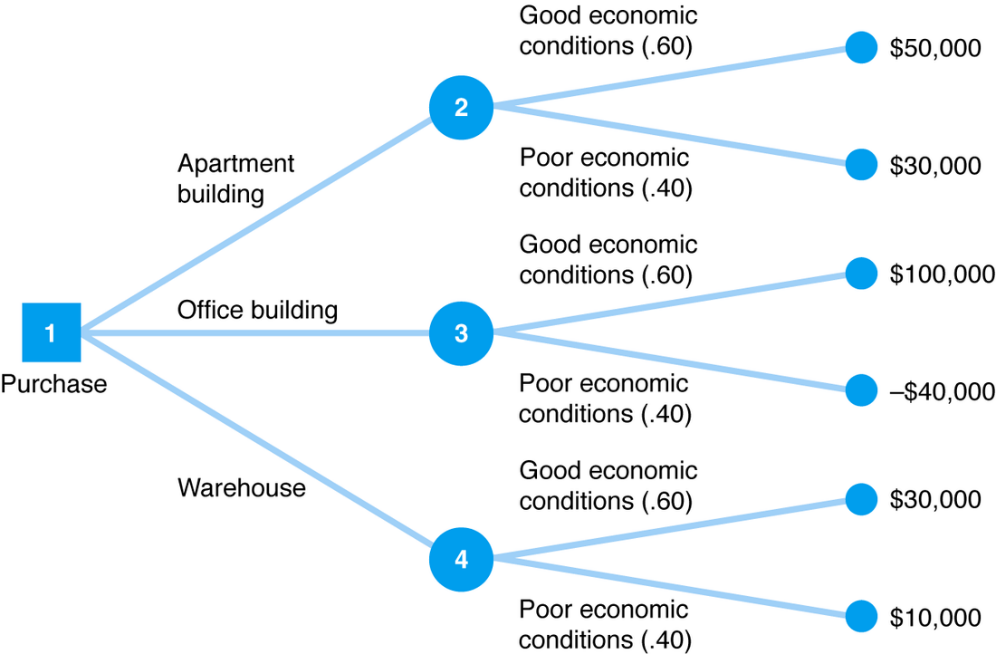 Good economic
conditions (.60)
$50,000
2
Apartment
building
Poor economic
conditions (.40)
$30,000
Good economic
conditions (.60)
$100,000
Office building
1
3
Purchase
Poor economic
conditions (.40)
–$40,000
Warehouse
Good economic
conditions (.60)
$30,000
4
Poor economic
conditions (.40)
$10,000